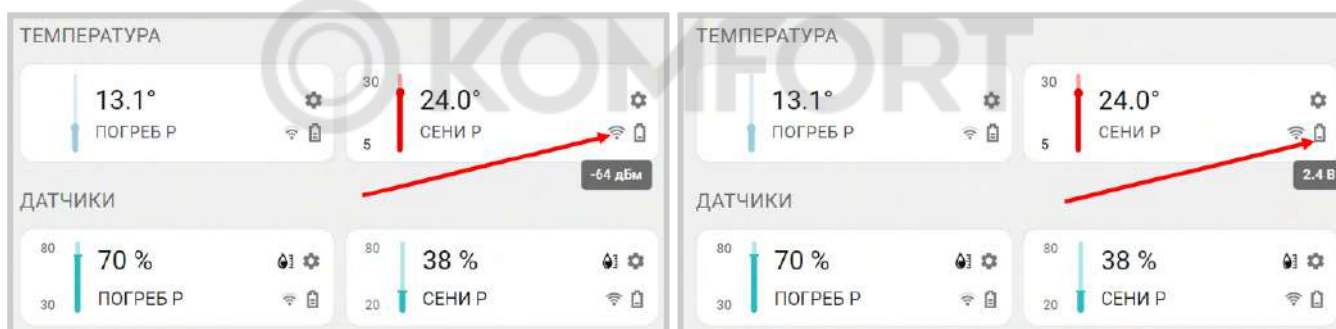 KOMFORT
ТЕМПЕРАТУРА
13.1°
ПОГРЕБ Р
30
5
24.0°
СЕНИ Р
-64 дБм
ДАТЧИКИ
80
30
70 %
ПОГРЕБ Р
80
20
38 %
СЕНИ Р
ТЕМПЕРАТУРА
13.1°
ПОГРЕБ Р
30
5
24.0°
СЕНИ Р
2.4 В
ДАТЧИКИ
80
30
70 %
ПОГРЕБ Р
80
20
38 %
СЕНИ Р